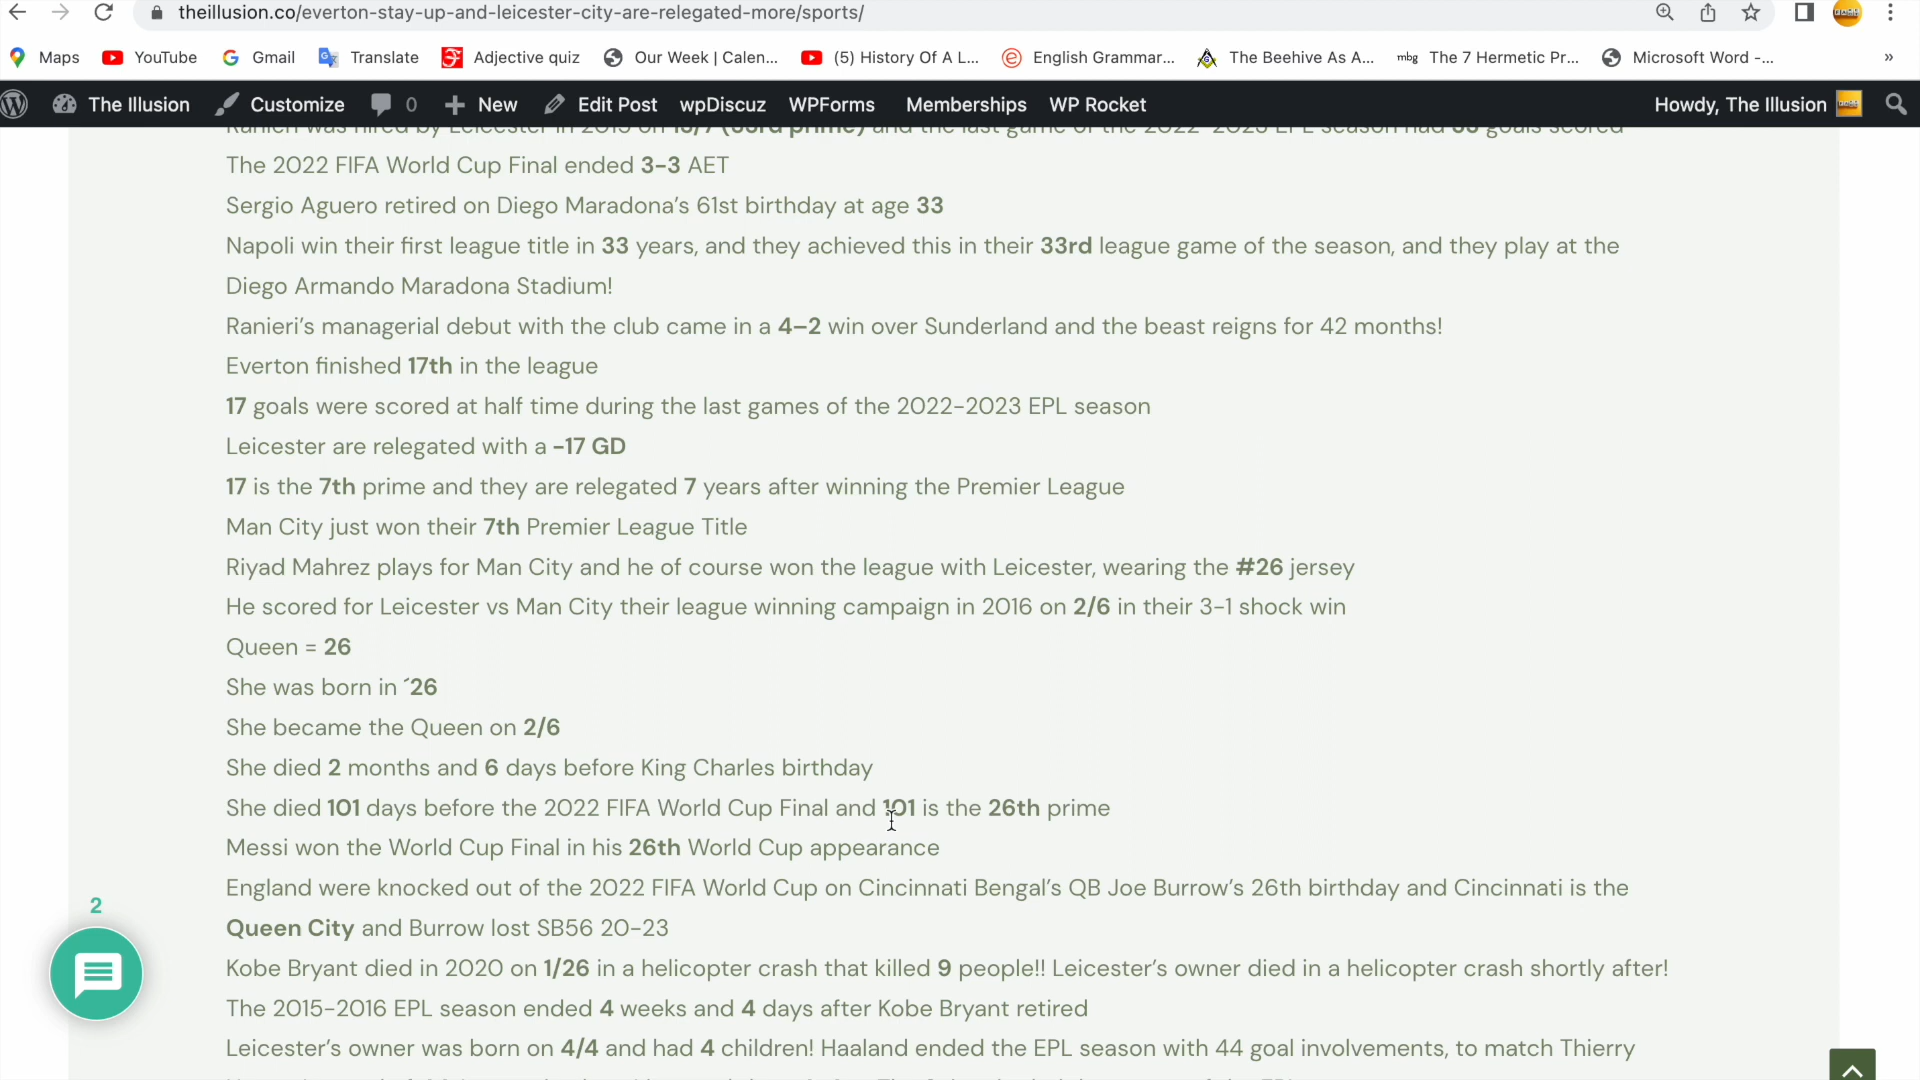 theillusion.co/everton-stay-up-and-leicester-city-are-relegated-more/sports/
Maps YouTube Gmail Translate Adjective quiz Our Week | Calen... (5) History Of A L... English Grammar... The Beehive As A... mbg The 7 Hermetic Pr... Microsoft Word -... »
The Illusion Customize 0 New Edit Post wpDiscuz WPForms Memberships WP Rocket Howdy, The Illusion
The 2022 FIFA World Cup Final ended 3-3 AET
Sergio Aguero retired on Diego Maradona's 61st birthday at age 33
Napoli win their first league title in 33 years, and they achieved this in their 33rd league game of the season, and they play at the
Diego Armando Maradona Stadium!
Ranieri's managerial debut with the club came in a 4–2 win over Sunderland and the beast reigns for 42 months!
Everton finished 17th in the league
17 goals were scored at half time during the last games of the 2022-2023 EPL season
Leicester are relegated with a -17 GD
17 is the 7th prime and they are relegated 7 years after winning the Premier League
Man City just won their 7th Premier League Title
Riyad Mahrez plays for Man City and he of course won the league with Leicester, wearing the #26 jersey
He scored for Leicester vs Man City their league winning campaign in 2016 on 2/6 in their 3-1 shock win
Queen = 26
She was born in ´26
She became the Queen on 2/6
She died 2 months and 6 days before King Charles birthday
She died 101 days before the 2022 FIFA World Cup Final and 101 is the 26th prime
Messi won the World Cup Final in his 26th World Cup appearance
England were knocked out of the 2022 FIFA World Cup on Cincinnati Bengal's QB Joe Burrow's 26th birthday and Cincinnati is the
2
Queen City and Burrow lost SB56 20-23
Kobe Bryant died in 2020 on 1/26 in a helicopter crash that killed 9 people!! Leicester's owner died in a helicopter crash shortly after!
The 2015-2016 EPL season ended 4 weeks and 4 days after Kobe Bryant retired
Leicester's owner was born on 4/4 and had 4 children! Haaland ended the EPL season with 44 goal involvements, to match Thierry